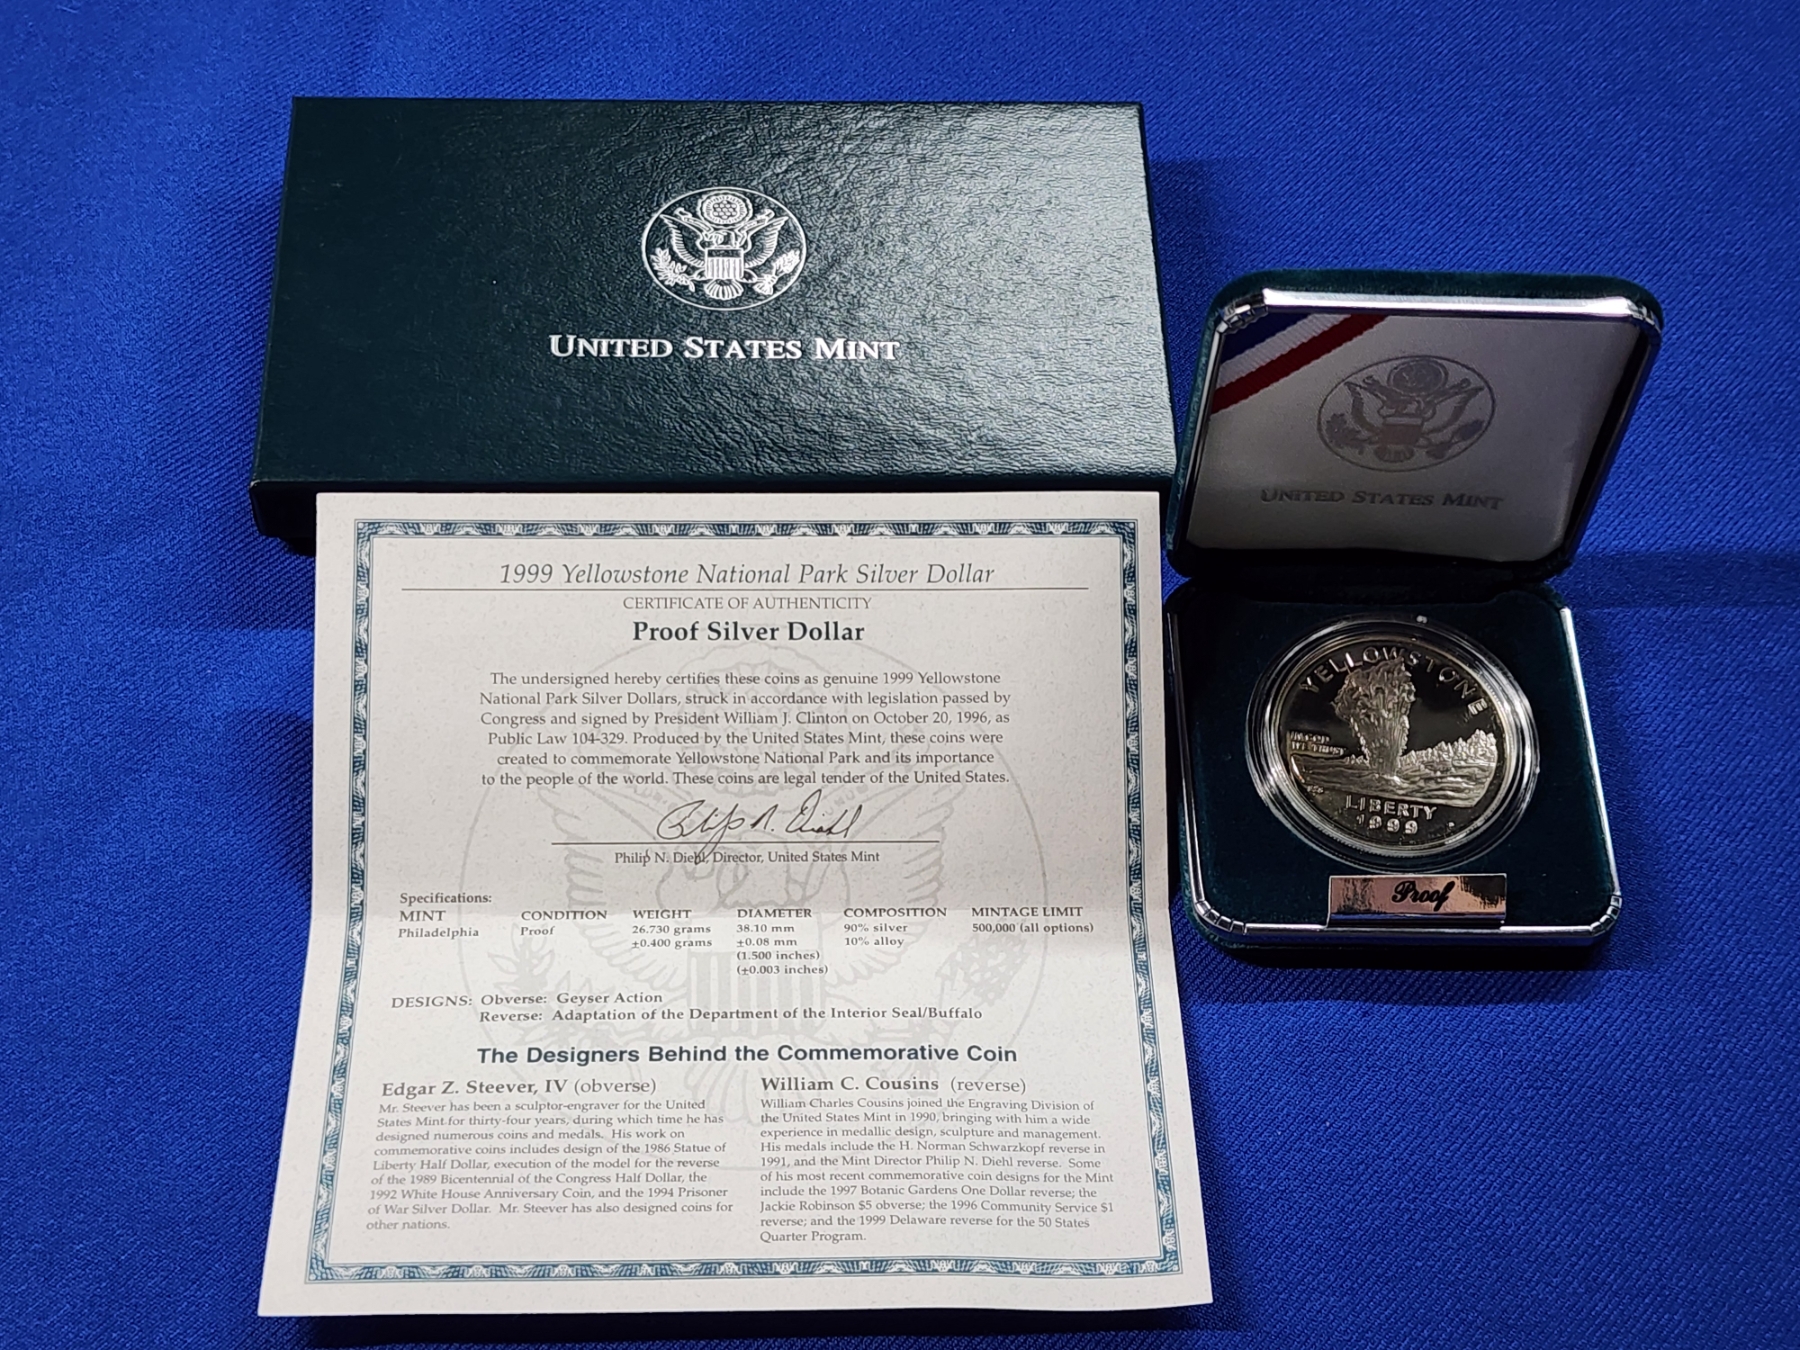 UNITED STATES MINT
1999 Yellowstone National Park Silver Dollar
CERTIFICATE OF AUTHENTICITY
Proof Silver Dollar
The undersigned hereby certifies these coins as genuine 1999 Yellowstone
National Park Silver Dollars, struck in accordance with legislation passed by
Congress and signed by President William J. Clinton on October 20, 1996, as
Public Law 104-329. Produced by the United States Mint, these coins were
created to commemorate Yellowstone National Park and its importance
to the people of the world. These coins are legal tender of the United States.
Philip N. Diehl
Philip N. Diehl, Director, United States Mint
Specifications:
MINT CONDITION WEIGHT DIAMETER COMPOSITION MINTAGE LIMIT
Philadelphia Proof 26.730 grams 38.10 mm 90% silver 500,000 (all options)
±0.400 grams ±0.08 mm 10% alloy
(1.500 inches)
(±0.003 inches)
DESIGNS: Obverse: Geyser Action
Reverse: Adaptation of the Department of the Interior Seal/Buffalo
The Designers Behind the Commemorative Coin
Edgar Z. Steever, IV (obverse)
Mr. Steever has been a sculptor-engraver for the United
States Mint for thirty-four years, during which time he has
designed numerous coins and medals. His work on
commemorative coins includes design of the 1986 Statue of
Liberty Half Dollar, execution of the model for the reverse
of the 1989 Bicentennial of the Congress Half Dollar, the
1992 White House Anniversary Coin, and the 1994 Prisoner
of War Silver Dollar. Mr. Steever has also designed coins for
other nations.
William C. Cousins (reverse)
William Charles Cousins joined the Engraving Division of
the United States Mint in 1990, bringing with him a wide
experience in medallic design, sculpture and management.
His medals include the H. Norman Schwarzkopf reverse in
1991, and the Mint Director Philip N. Diehl reverse. Some
of his most recent commemorative coin designs for the Mint
include the 1997 Botanic Gardens One Dollar reverse; the
Jackie Robinson $5 obverse; the 1996 Community Service $1
reverse; and the 1999 Delaware reverse for the 50 States
Quarter Program.
UNITED STATES MINT
YELLOWSTONE
IN GOD
WE TRUST
LIBERTY
1999
Proof